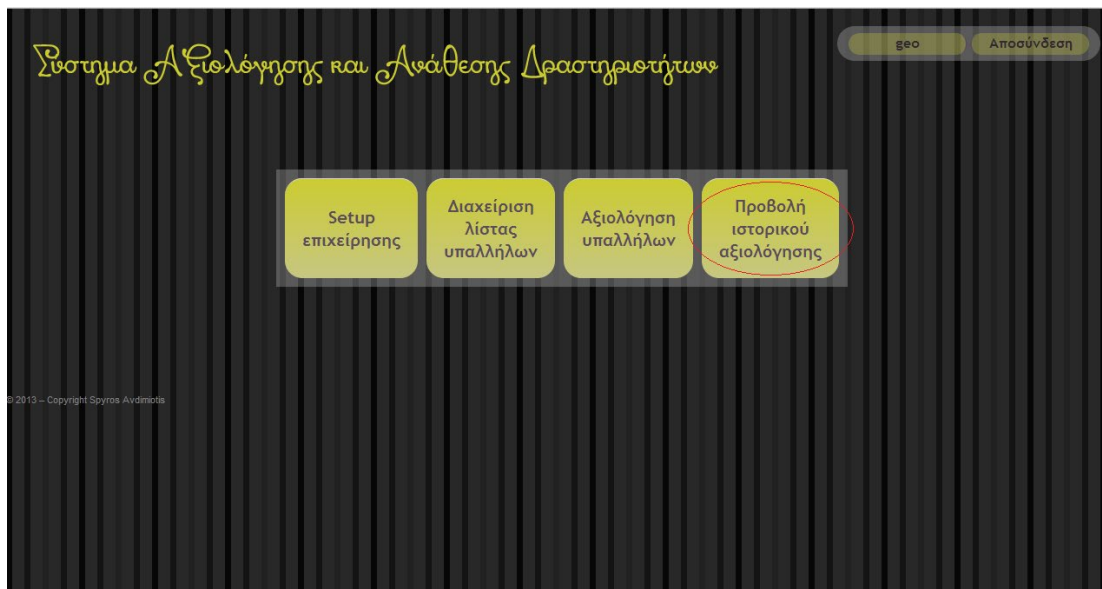 Σύστημα Αξιολόγησης και Ανάθεσης Δραστηριοτήτων
geo
Αποσύνδεση
Setup
επιχείρησης
Διαχείριση
λίστας
υπαλλήλων
Αξιολόγηση
υπαλλήλων
Προβολή
ιστορικού
αξιολόγησης
© 2013 – Copyright Spyros Avdimiotis